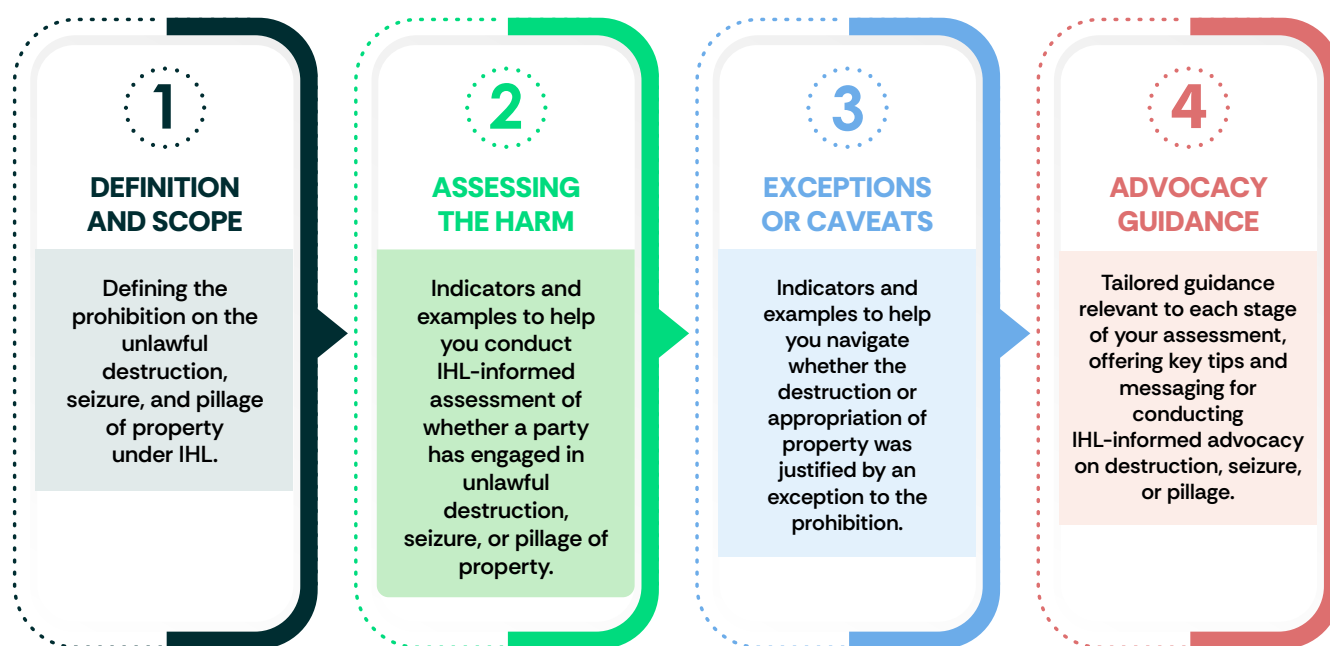 1
DEFINITION
AND SCOPE
Defining the
prohibition on the
unlawful
destruction,
seizure, and pillage
of property
under IHL.
2
ASSESSING
THE HARM
Indicators and
examples to help
you conduct
IHL-informed
assessment of
whether a party
has engaged in
unlawful
destruction,
seizure, or pillage of
property.
3
EXCEPTIONS
OR CAVEATS
Indicators and
examples to help
you navigate
whether the
destruction or
appropriation of
property was
justified by an
exception to the
prohibition.
4
ADVOCACY
GUIDANCE
Tailored guidance
relevant to each stage
of your assessment,
offering key tips and
messaging for
conducting
IHL-informed advocacy
on destruction, seizure,
or pillage.